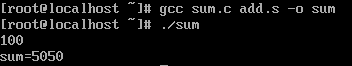 [root@localhost ~]# gcc sum.c add.s -o sum
[root@localhost ~]# ./sum
100
sum=5050